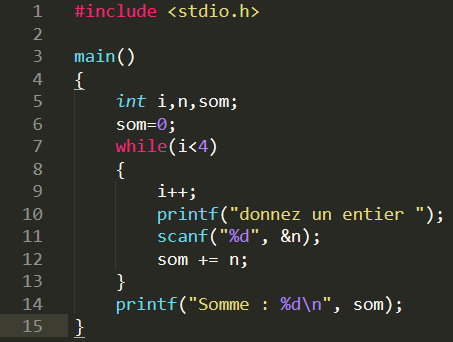 1 #include <stdio.h>
2
3 main()
4 {
5     int i,n,som;
6     som=0;
7     while(i<4)
8     {
9         i++;
10         printf("donnez un entier ");
11         scanf("%d", &n);
12         som += n;
13     }
14     printf("Somme : %d\n", som);
15 }